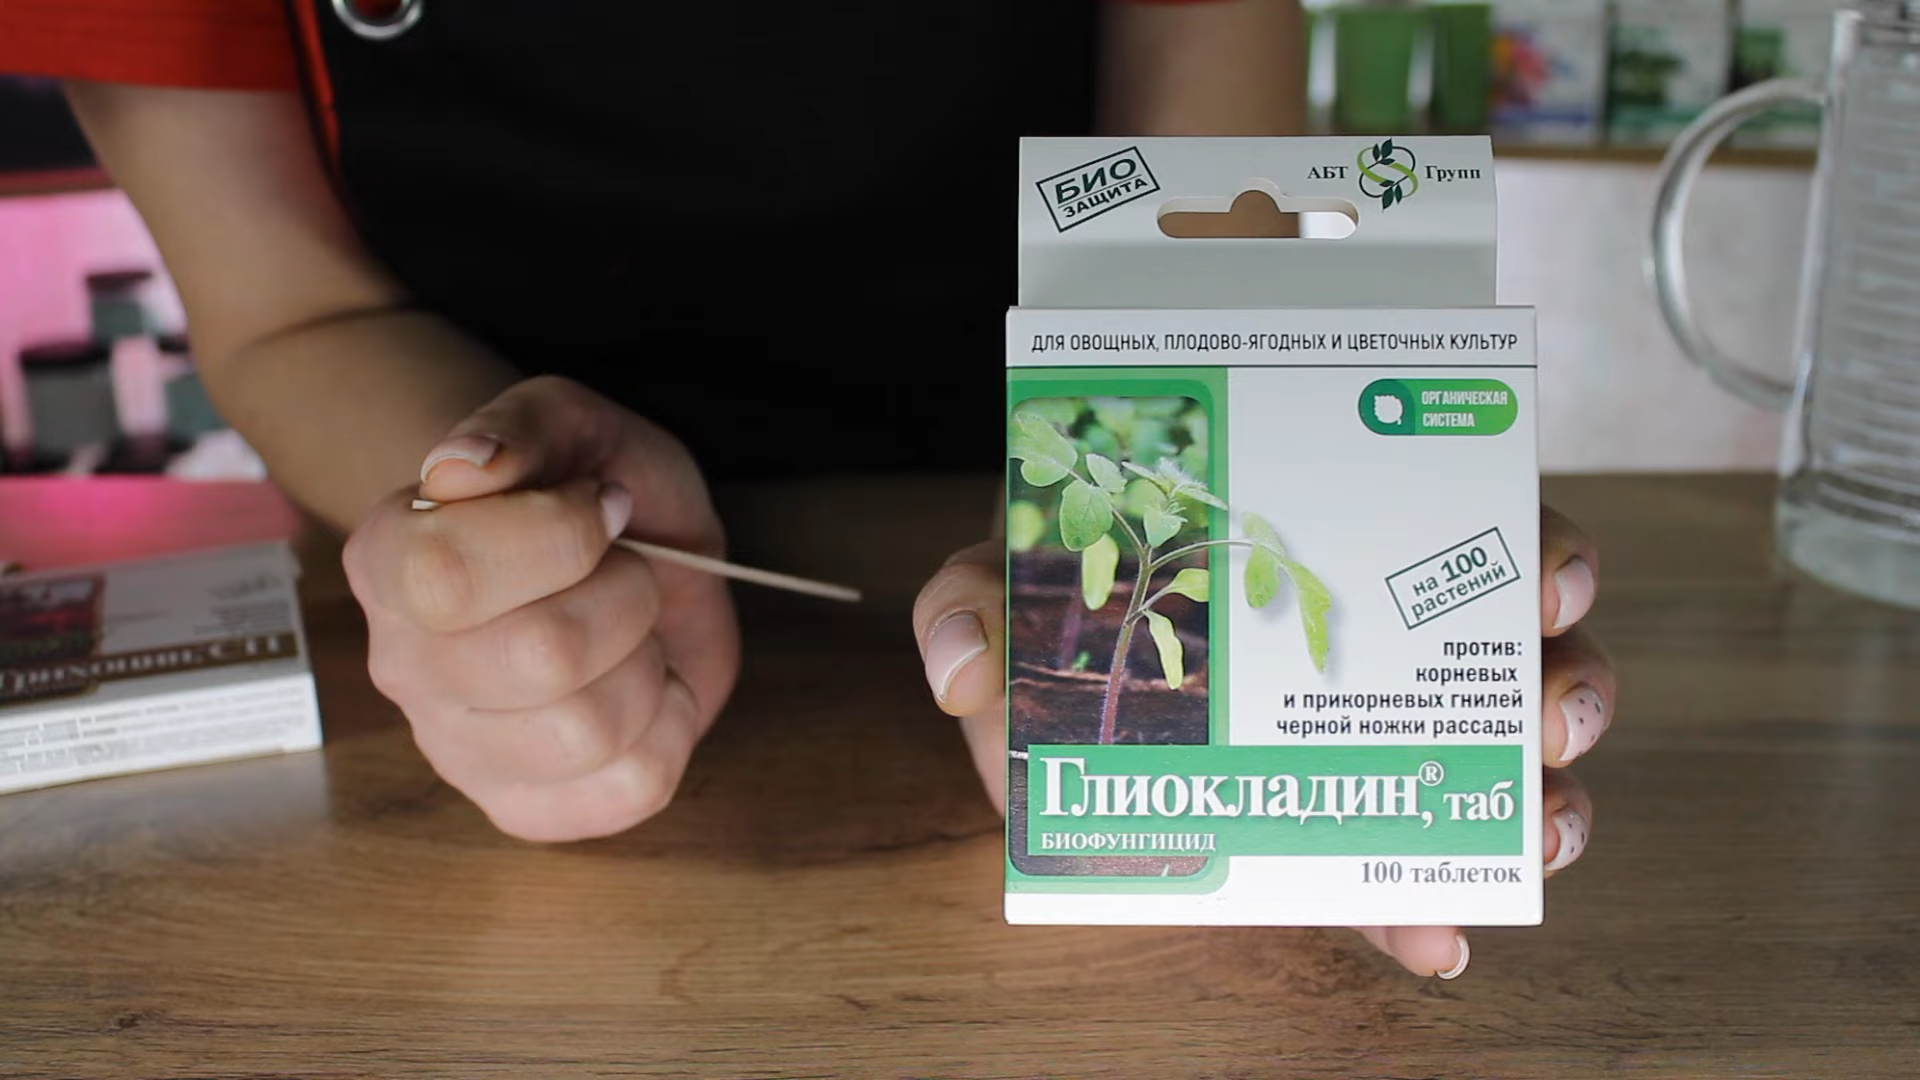 БИО
ЗАЩИТА
АБТ Групп
ДЛЯ ОВОЩНЫХ, ПЛОДОВО-ЯГОДНЫХ И ЦВЕТОЧНЫХ КУЛЬТУР
ОРГАНИЧЕСКАЯ
СИСТЕМА
на 100
растений
против:
корневых
и прикорневых гнилей
черной ножки рассады
Глиокладин®, таб
БИОФУНГИЦИД
100 таблеток